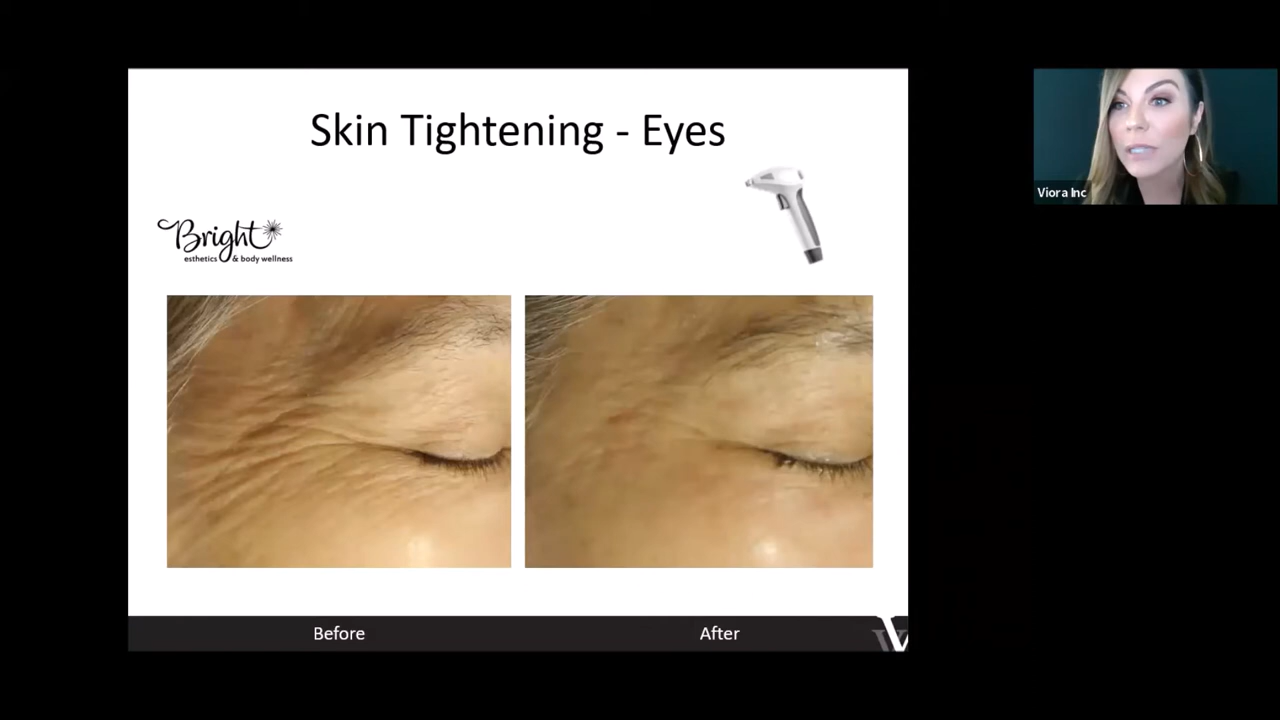 Skin Tightening - Eyes
Bright
esthetics & body wellness
Viora Inc
Before
After
V